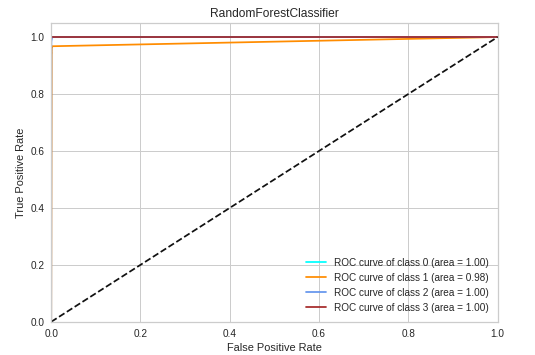 RandomForestClassifier
1.0
0.8
0.6
0.4
0.2
0.0
True Positive Rate
ROC curve of class 0 (area = 1.00)
ROC curve of class 1 (area = 0.98)
ROC curve of class 2 (area = 1.00)
ROC curve of class 3 (area = 1.00)
0.0 0.2 0.4 0.6 0.8 1.0
False Positive Rate